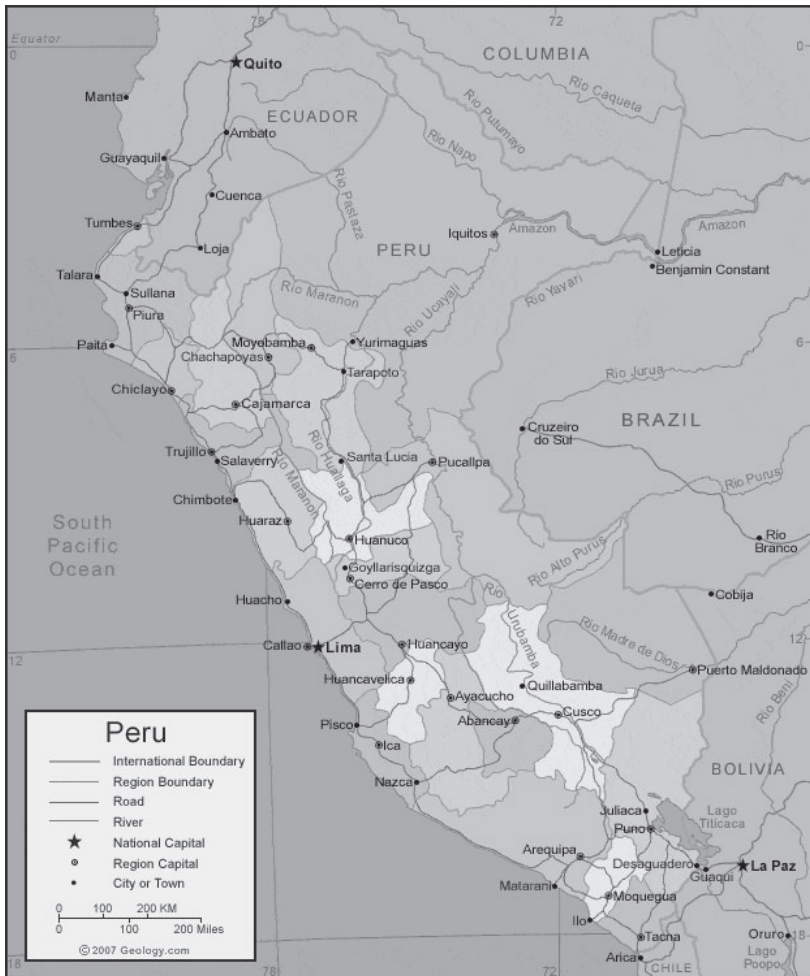 78
72
Equator
0
0
COLUMBIA
Quito
Rio Caqueta
Manta
Rio Putumayo
ECUADOR
Ambato
Rio Napo
Guayaquil
Cuenca
Rio Pastaza
Tumbes
Iquitos
Amazon
Amazon
PERU
Loja
Leticia
Benjamin Constant
Talara
Rio Maranon
Rio Ucayali
Rio Yavari
Sullana
Piura
Paita
Moyobamba
Yurimaguas
6
6
Chachapoyas
Tarapoto
Rio Jurua
Chiclayo
Cajamarca
BRAZIL
Cruzeiro
do Sul
Trujillo
Rio Huallaga
Santa Lucia
Pucallpa
Salaverry
Rio Maranon
Rio Purus
Chimbote
South
Pacific
Ocean
Huaraz
Huanuco
Rio
Branco
Goyllarisquizga
Rio Alto Purus
Cerro de Pasco
Rio Urubamba
Cobija
Huacho
12
12
Callao
Lima
Huancayo
Rio Madre de Dios
Puerto Maldonado
Huancavelica
Quillabamba
Ayacucho
Rio Beni
Abancay
Cusco
Pisco
Ica
Nazca
BOLIVIA
Juliaca
Lago
Titicaca
Puno
Arequipa
Desaguadero
La Paz
Guaqui
Matarani
Moquegua
Ilo
Tacna
Oruro
18
Arica
CHILE
Lago
Poopo
78
72
Peru
International Boundary
Region Boundary
Road
River
National Capital
Region Capital
City or Town
0 100 200 KM
0 100 200 Miles
© 2007 Geology.com